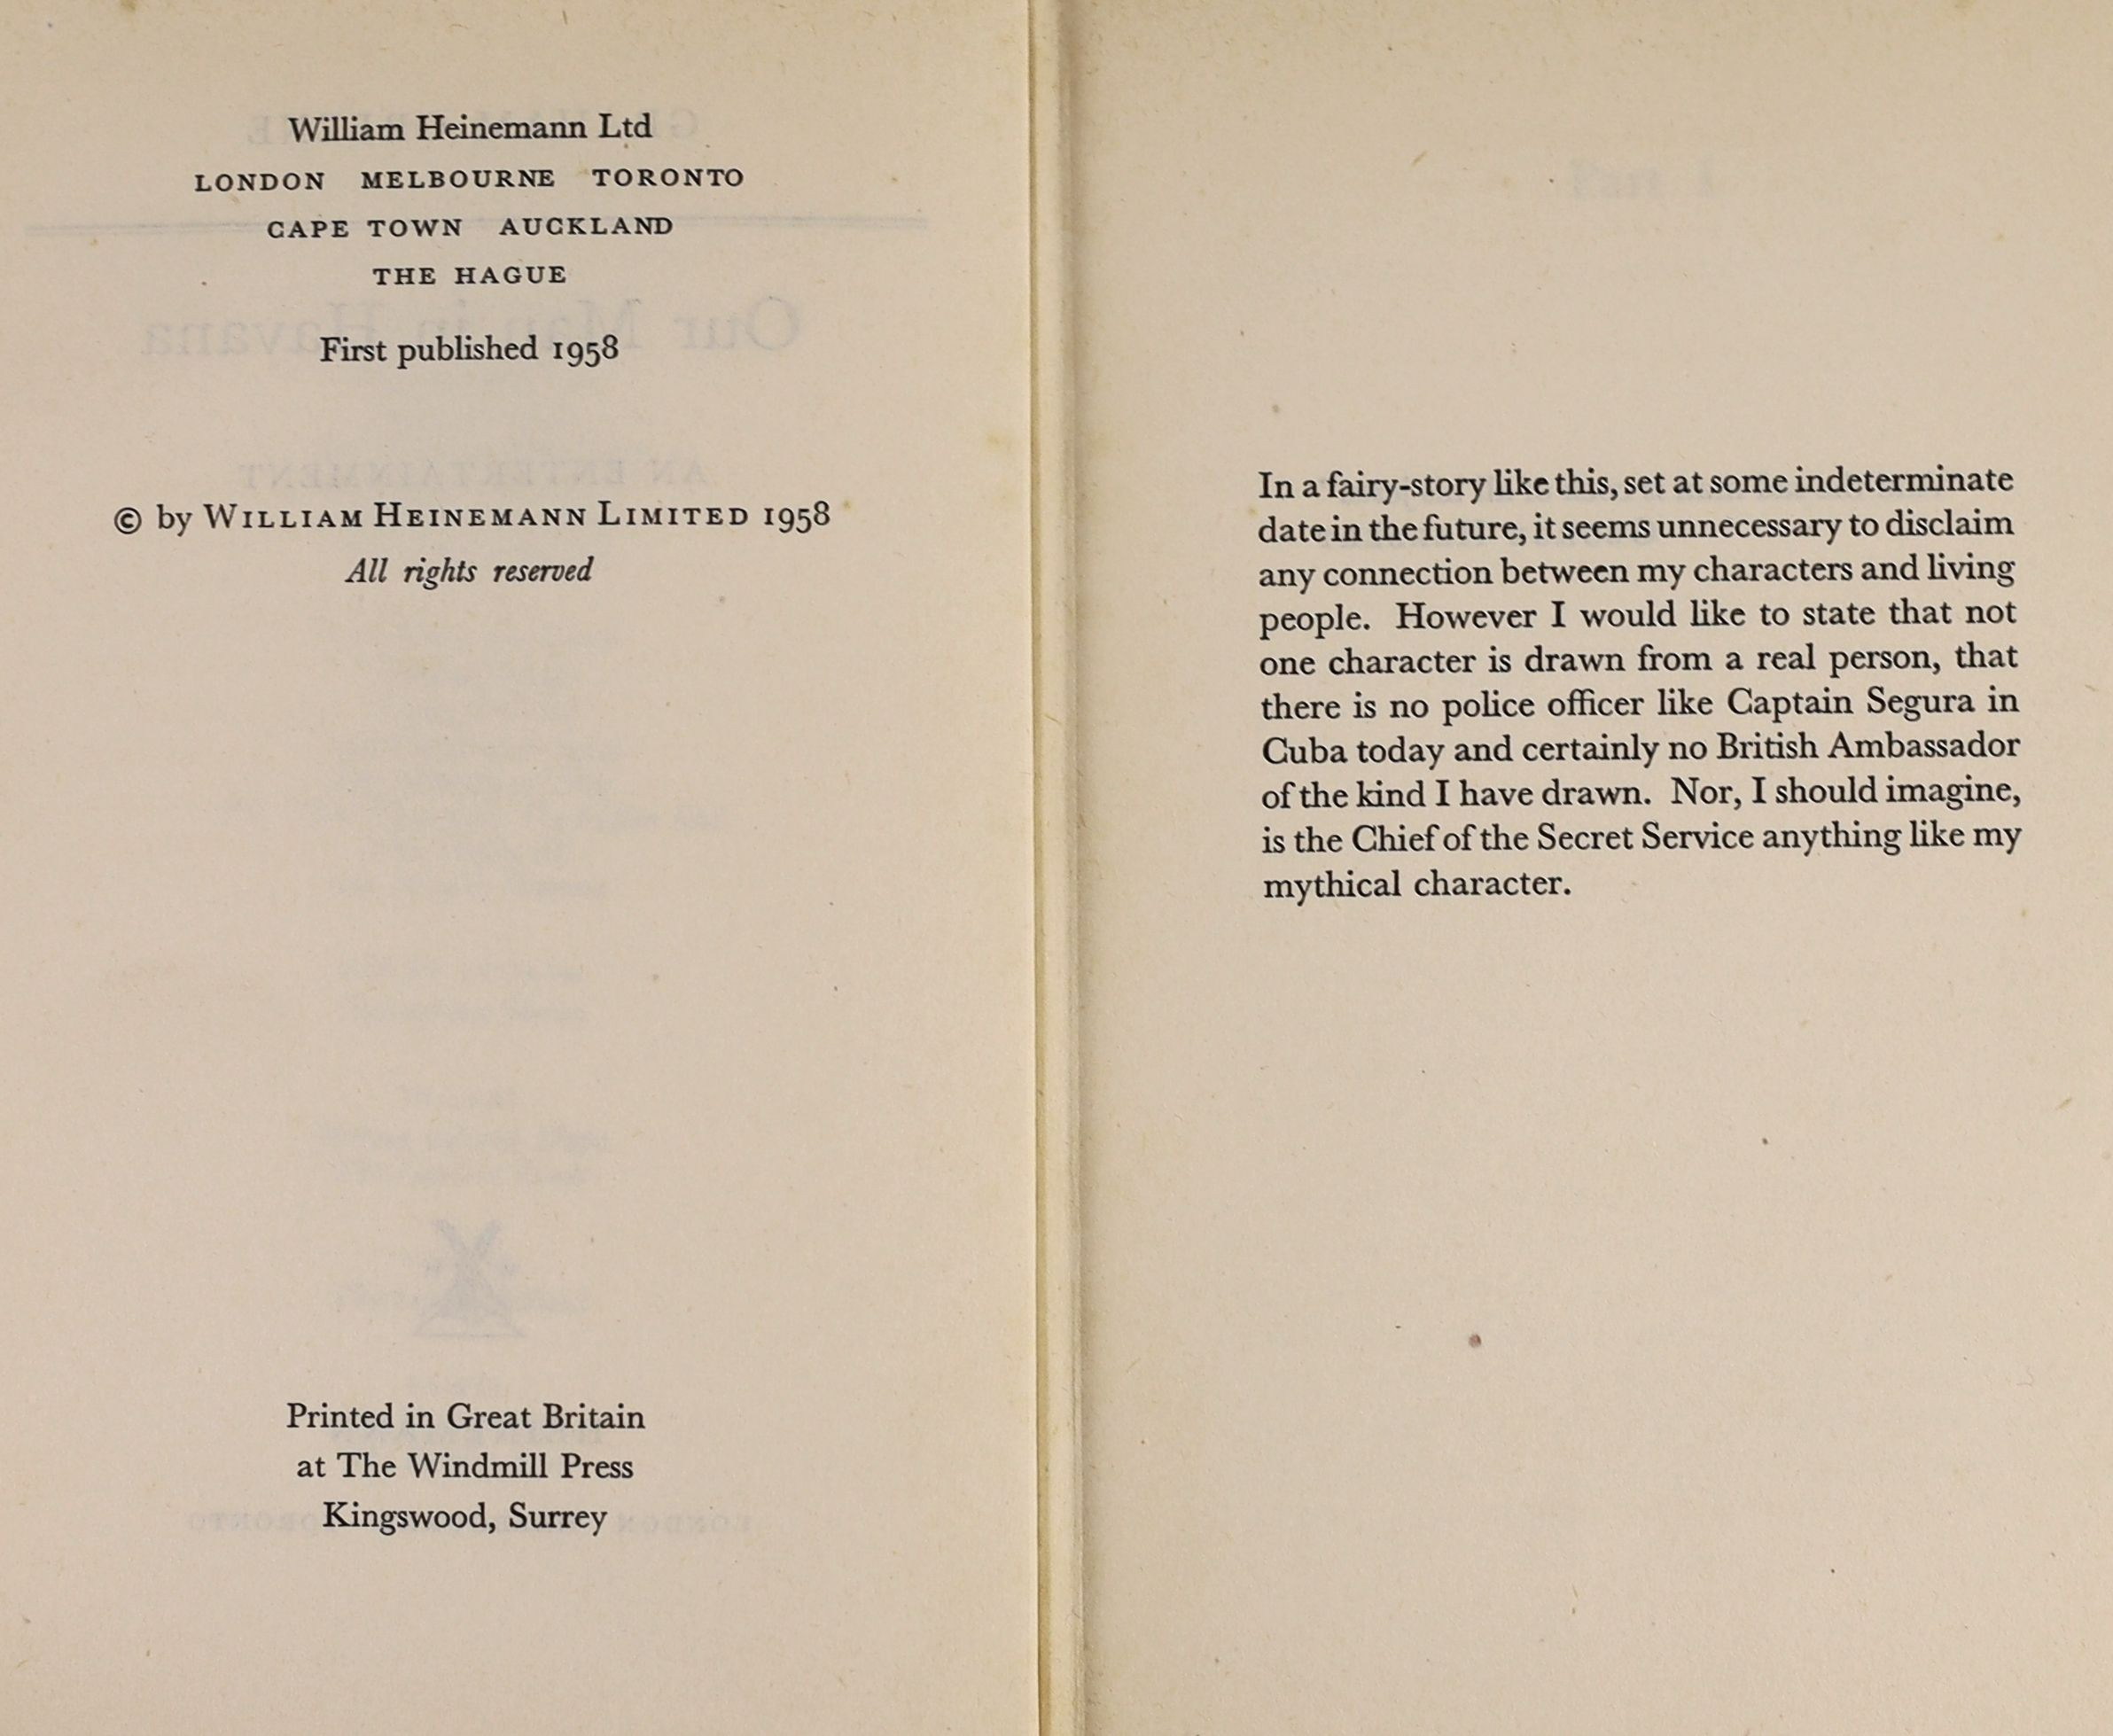 William Heinemann Ltd
LONDON MELBOURNE TORONTO
CAPE TOWN AUCKLAND
THE HAGUE
First published 1958
© by WILLIAM HEINEMANN LIMITED 1958
All rights reserved
Printed in Great Britain
at The Windmill Press
Kingswood, Surrey
In a fairy-story like this, set at some indeterminate
date in the future, it seems unnecessary to disclaim
any connection between my characters and living
people. However I would like to state that not
one character is drawn from a real person, that
there is no police officer like Captain Segura in
Cuba today and certainly no British Ambassador
of the kind I have drawn. Nor, I should imagine,
is the Chief of the Secret Service anything like my
mythical character.